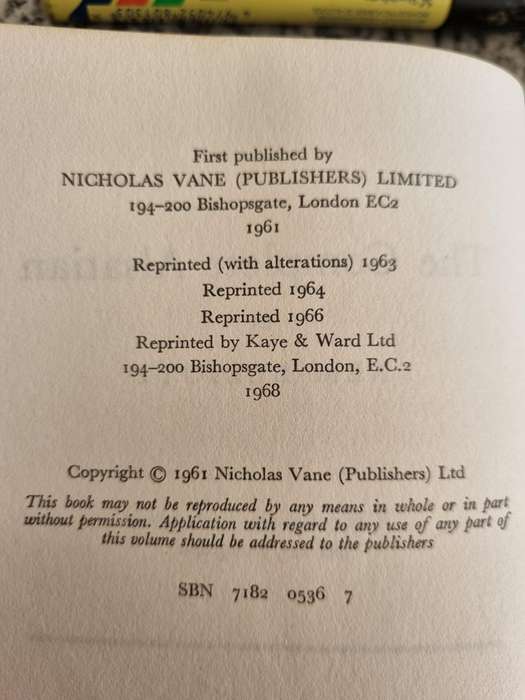 First published by
NICHOLAS VANE (PUBLISHERS) LIMITED
194–200 Bishopsgate, London EC2
1961
Reprinted (with alterations) 1963
Reprinted 1964
Reprinted 1966
Reprinted by Kaye & Ward Ltd
194–200 Bishopsgate, London, E.C.2
1968
Copyright © 1961 Nicholas Vane (Publishers) Ltd
This book may not be reproduced by any means in whole or in part
without permission. Application with regard to any use of any part of
this volume should be addressed to the publishers
SBN 7182 0536 7